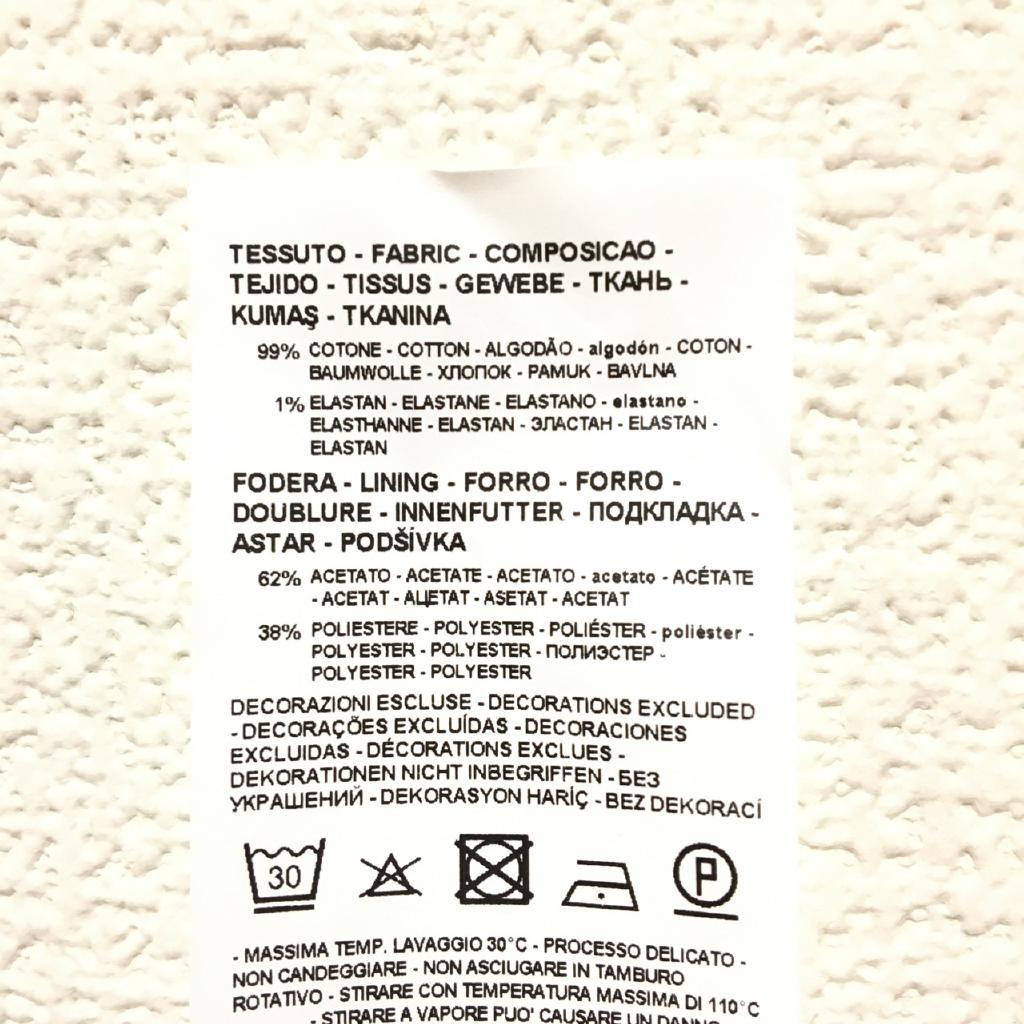 TESSUTO - FABRIC - COMPOSICAO -
TEJIDO - TISSUS - GEWEBE - ТКАНЬ -
KUMAŞ - TKANINA
99% COTONE - COTTON - ALGODÃO - algodón - COTON -
BAUMWOLLE - ХЛОПОК - PAMUK - BAVLNA
1% ELASTAN - ELASTANE - ELASTANO - elastano -
ELASTHANNE - ELASTAN - ЭЛАСТАН - ELASTAN -
ELASTAN
FODERA - LINING - FORRO - FORRO -
DOUBLURE - INNENFUTTER - ПОДКЛАДКА -
ASTAR - PODŠÍVKA
62% ACETATO - ACETATE - ACETATO - acetato - ACÉTATE
- ACETAT - АЦЕТАТ - ASETAT - ACETAT
38% POLIESTERE - POLYESTER - POLIÉSTER - poliéster -
POLYESTER - POLYESTER - ПОЛИЭСТЕР -
POLYESTER - POLYESTER
DECORAZIONI ESCLUSE - DECORATIONS EXCLUDED
- DECORAÇÕES EXCLUÍDAS - DECORACIONES
EXCLUIDAS - DÉCORATIONS EXCLUES -
DEKORATIONEN NICHT INBEGRIFFEN - БЕЗ
УКРАШЕНИЙ - DEKORASYON HARİÇ - BEZ DEKORACÍ
30 P
- MASSIMA TEMP. LAVAGGIO 30°C - PROCESSO DELICATO -
NON CANDEGGIARE - NON ASCIUGARE IN TAMBURO
ROTATIVO - STIRARE CON TEMPERATURA MASSIMA DI 110°C
- STIRARE A VAPORE PUO' CAUSARE UN DANNO